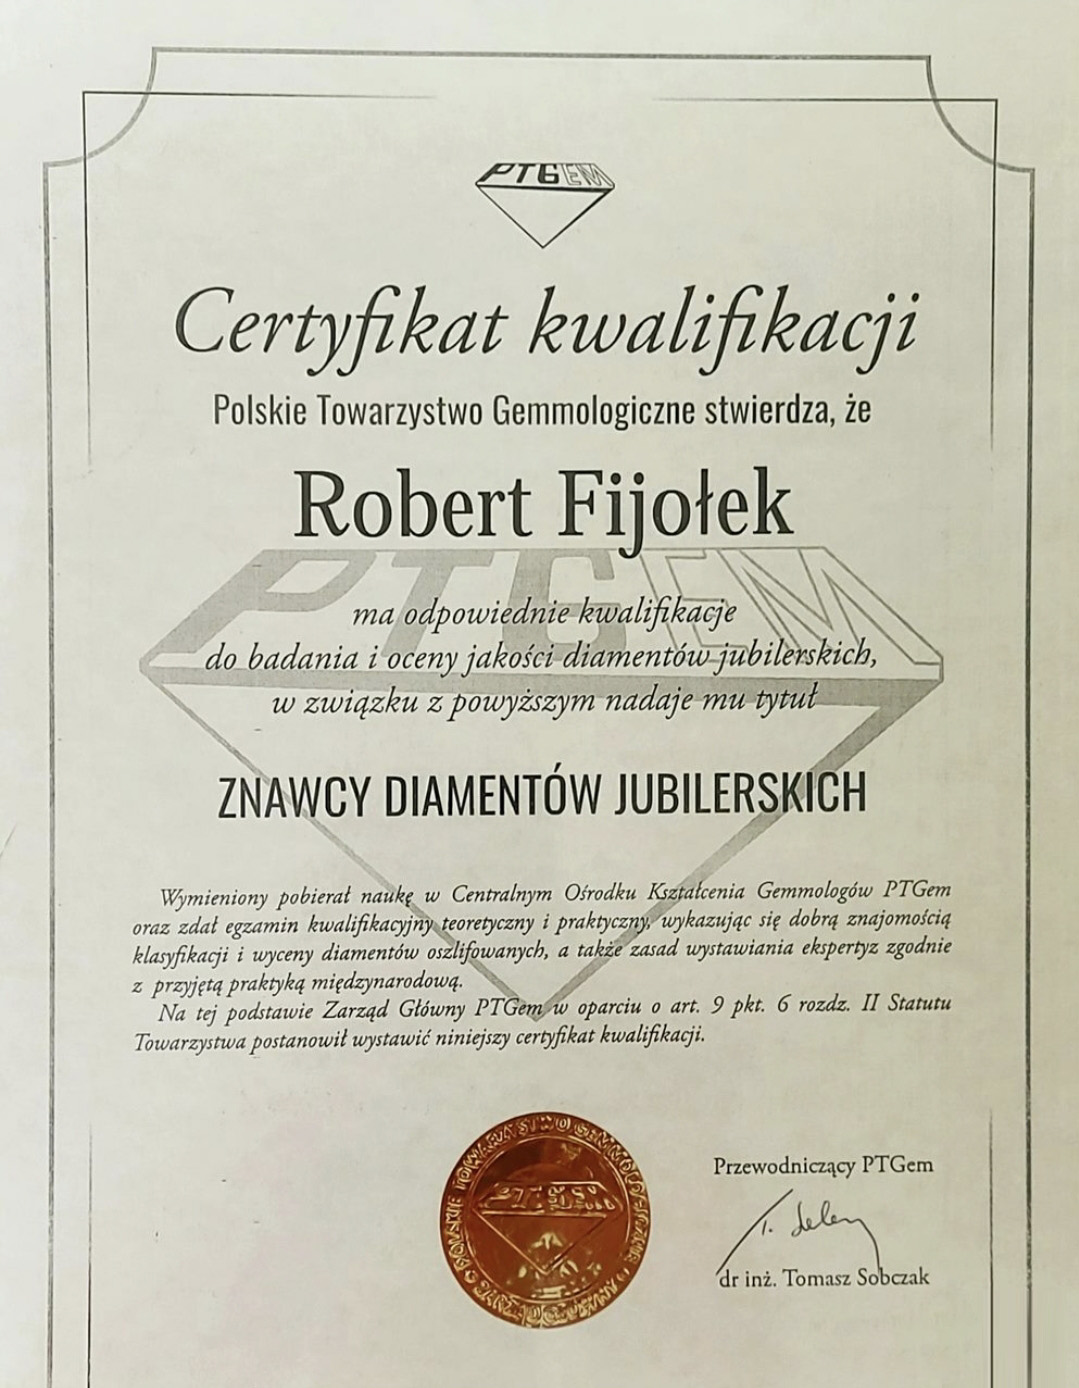 PTGEM
Certyfikat kwalifikacji
Polskie Towarzystwo Gemmologiczne stwierdza, że
Robert Fijołek
PTGEM
ma odpowiednie kwalifikacje
do badania i oceny jakości diamentów jubilerskich,
w związku z powyższym nadaje mu tytuł
ZNAWCY DIAMENTÓW JUBILERSKICH
Wymieniony pobierał naukę w Centralnym Ośrodku Kształcenia Gemmologów PTGem
oraz zdał egzamin kwalifikacyjny teoretyczny i praktyczny, wykazując się dobrą znajomością
klasyfikacji i wyceny diamentów oszlifowanych, a także zasad wystawiania ekspertyz zgodnie
z przyjętą praktyką międzynarodową.
Na tej podstawie Zarząd Główny PTGem w oparciu o art. 9 pkt. 6 rozdz. II Statutu
Towarzystwa postanowił wystawić niniejszy certyfikat kwalifikacji.
POLSKIE TOWARZYSTWO GEMMOLOGICZNE
Przewodniczący PTGem
dr inż. Tomasz Sobczak